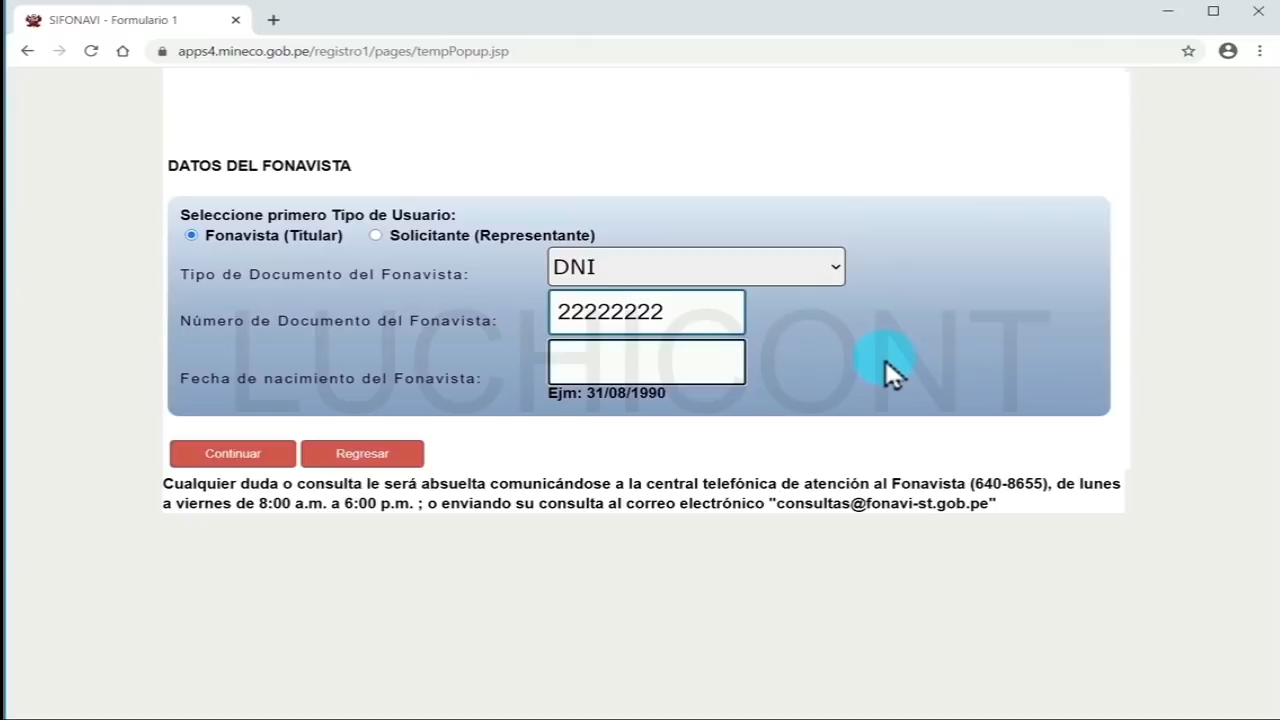 SIFONAVI - Formulario 1
apps4.mineco.gob.pe/registro1/pages/tempPopup.jsp
DATOS DEL FONAVISTA
Seleccione primero Tipo de Usuario:
Fonavista (Titular) Solicitante (Representante)
Tipo de Documento del Fonavista: DNI
Número de Documento del Fonavista: 22222222
LUCHICONT
Fecha de nacimiento del Fonavista:
Ejm: 31/08/1990
Continuar Regresar
Cualquier duda o consulta le será absuelta comunicándose a la central telefónica de atención al Fonavista (640-8655), de lunes
a viernes de 8:00 a.m. a 6:00 p.m. ; o enviando su consulta al correo electrónico "consultas@fonavi-st.gob.pe"